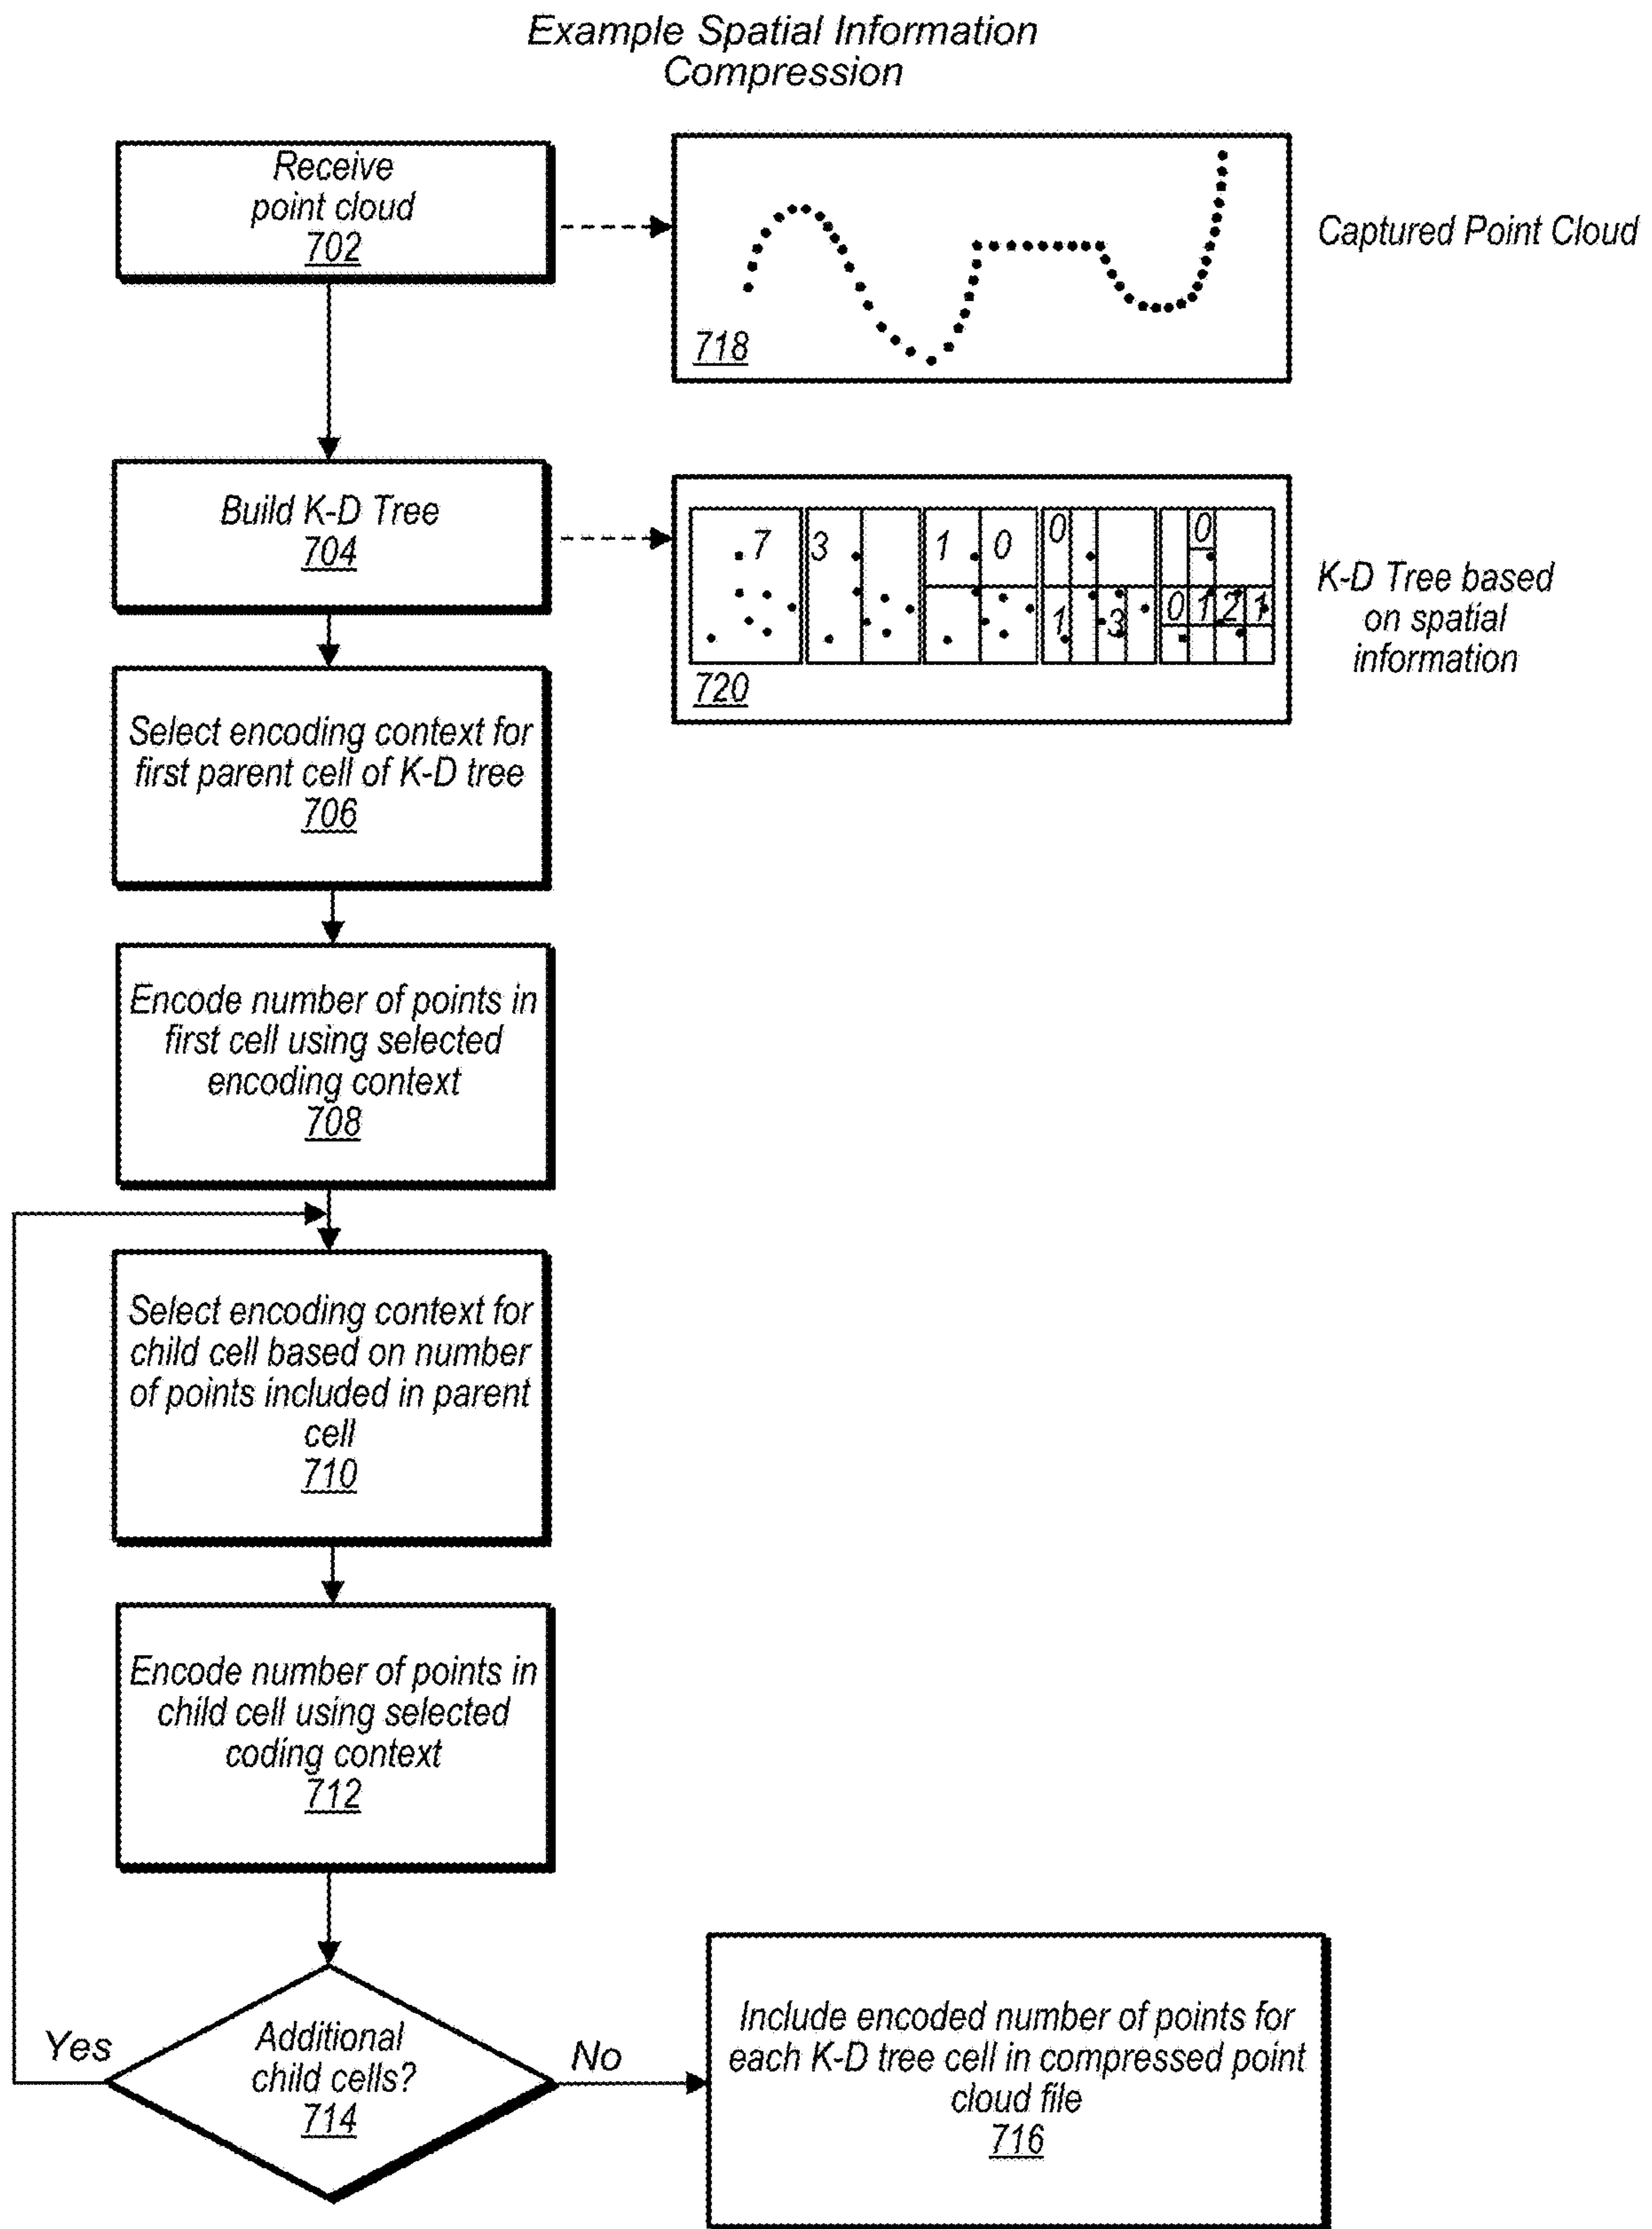 Example Spatial Information
Compression
Receive
point cloud
702
718
Captured Point Cloud
Build K-D Tree
704
7 3 1 0 0 0
1 3 0 1 2 1
720
K-D Tree based
on spatial
information
Select encoding context for
first parent cell of K-D tree
706
Encode number of points in
first cell using selected
encoding context
708
Select encoding context for
child cell based on number
of points included in parent
cell
710
Encode number of points in
child cell using selected
coding context
712
Additional
child cells?
714
Yes
No
Include encoded number of points for
each K-D tree cell in compressed point
cloud file
716